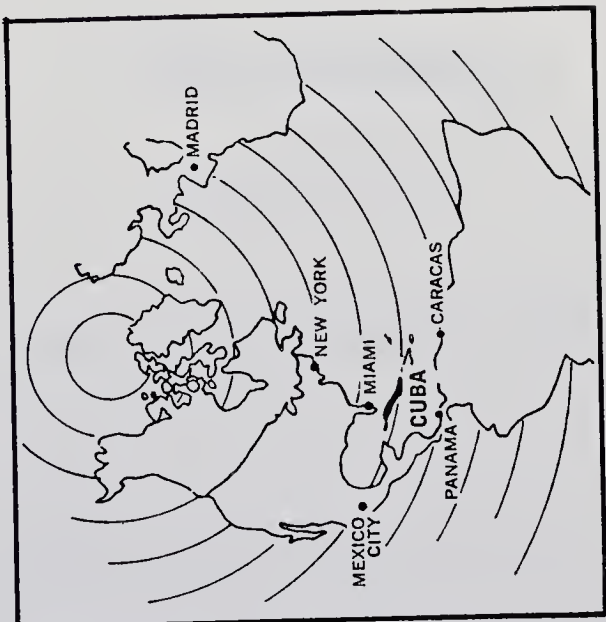 MADRID
NEW YORK
MIAMI
CARACAS
CUBA
PANAMA
MEXICO
CITY